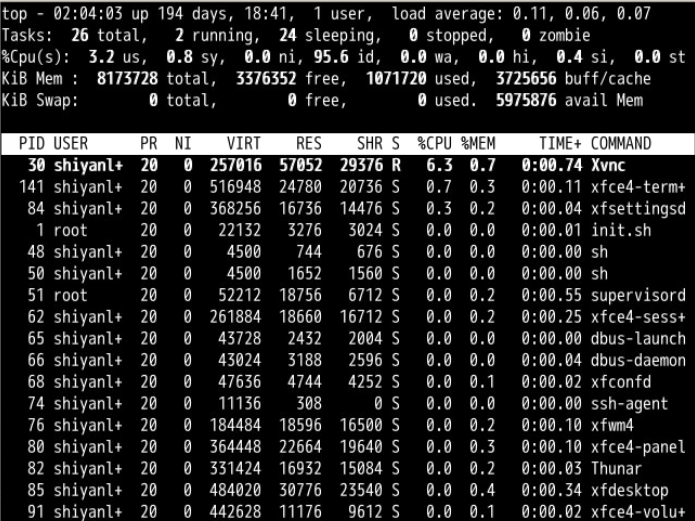 top - 02:04:03 up 194 days, 18:41,  1 user,  load average: 0.11, 0.06, 0.07
Tasks:  26 total,   2 running,  24 sleeping,   0 stopped,   0 zombie
%Cpu(s):  3.2 us,  0.8 sy,  0.0 ni, 95.6 id,  0.0 wa,  0.0 hi,  0.4 si,  0.0 st
KiB Mem :  8173728 total,  3376352 free,  1071720 used,  3725656 buff/cache
KiB Swap:        0 total,        0 free,        0 used.  5975876 avail Mem
PID USER      PR  NI    VIRT    RES    SHR S  %CPU %MEM     TIME+ COMMAND
30 shiyanl+  20   0  257016  57052  29376 R   6.3  0.7   0:00.74 Xvnc
141 shiyanl+  20   0  516948  24780  20736 S   0.7  0.3   0:00.11 xfce4-term+
84 shiyanl+  20   0  368256  16736  14476 S   0.3  0.2   0:00.04 xfsettingsd
1 root      20   0   22132   3276   3024 S   0.0  0.0   0:00.01 init.sh
48 shiyanl+  20   0    4500    744    676 S   0.0  0.0   0:00.00 sh
50 shiyanl+  20   0    4500   1652   1560 S   0.0  0.0   0:00.00 sh
51 root      20   0   52212  18756   6712 S   0.0  0.2   0:00.55 supervisord
62 shiyanl+  20   0  261884  18660  16712 S   0.0  0.2   0:00.25 xfce4-sess+
65 shiyanl+  20   0   43728   2432   2004 S   0.0  0.0   0:00.00 dbus-launch
66 shiyanl+  20   0   43024   3188   2596 S   0.0  0.0   0:00.04 dbus-daemon
68 shiyanl+  20   0   47636   4744   4252 S   0.0  0.1   0:00.02 xfconfd
74 shiyanl+  20   0   11136    308      0 S   0.0  0.0   0:00.00 ssh-agent
76 shiyanl+  20   0  184484  18596  16500 S   0.0  0.2   0:00.10 xfwm4
80 shiyanl+  20   0  364448  22664  19640 S   0.0  0.3   0:00.10 xfce4-panel
82 shiyanl+  20   0  331424  16932  15084 S   0.0  0.2   0:00.03 Thunar
85 shiyanl+  20   0  484020  30776  23540 S   0.0  0.4   0:00.34 xfdesktop
91 shiyanl+  20   0  442628  11176   9612 S   0.0  0.1   0:00.02 xfce4-volu+